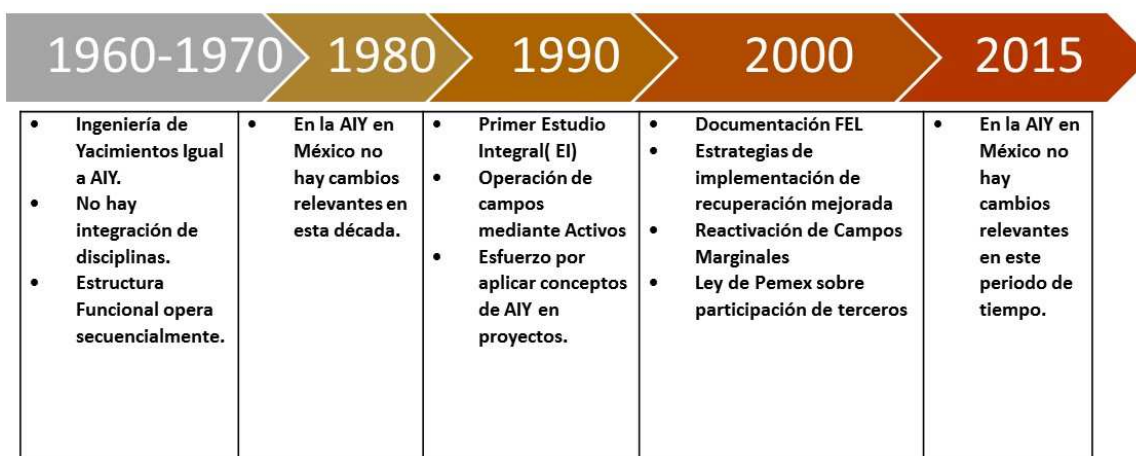 1960-1970
1980
1990
2000
2015
• Ingeniería de
Yacimientos Igual
a AIY.
• No hay
integración de
disciplinas.
• Estructura
Funcional opera
secuencialmente.
• En la AIY en
México no
hay cambios
relevantes en
esta década.
• Primer Estudio
Integral( EI)
• Operación de
campos
mediante Activos
• Esfuerzo por
aplicar conceptos
de AIY en
proyectos.
• Documentación FEL
• Estrategias de
implementación de
recuperación mejorada
• Reactivación de Campos
Marginales
• Ley de Pemex sobre
participación de terceros
• En la AIY en
México no
hay
cambios
relevantes
en este
periodo de
tiempo.